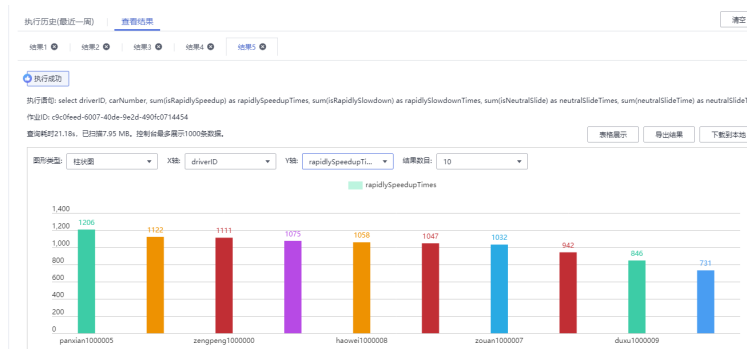 清空
执行历史(最近一周) 查看结果
结果1 结果2 结果3 结果4 结果5
执行成功
执行语句: select driverID, carNumber, sum(isRapidlySpeedup) as rapidlySpeedupTimes, sum(isRapidlySlowdown) as rapidlySlowdownTimes, sum(isNeutralSlide) as neutralSlideTimes, sum(neutralSlideTime) as neutralSlideT
作业ID: c9c0feed-6007-40de-9e2d-490fc0714454
查询耗时21.18s，已扫描7.95 MB。控制台最多展示1000条数据。
表格展示 导出结果 下载到本地
图形类型: 柱状图 X轴: driverID Y轴: rapidlySpeedupTi... 结果数目: 10
rapidlySpeedupTimes
1,400
1,200
1,000
800
600
400
200
0
1206 1122 1111 1075 1058 1047 1032 942 846 731
panxian1000005 zengpeng1000000 haowei1000008 zouan1000007 duxu1000009